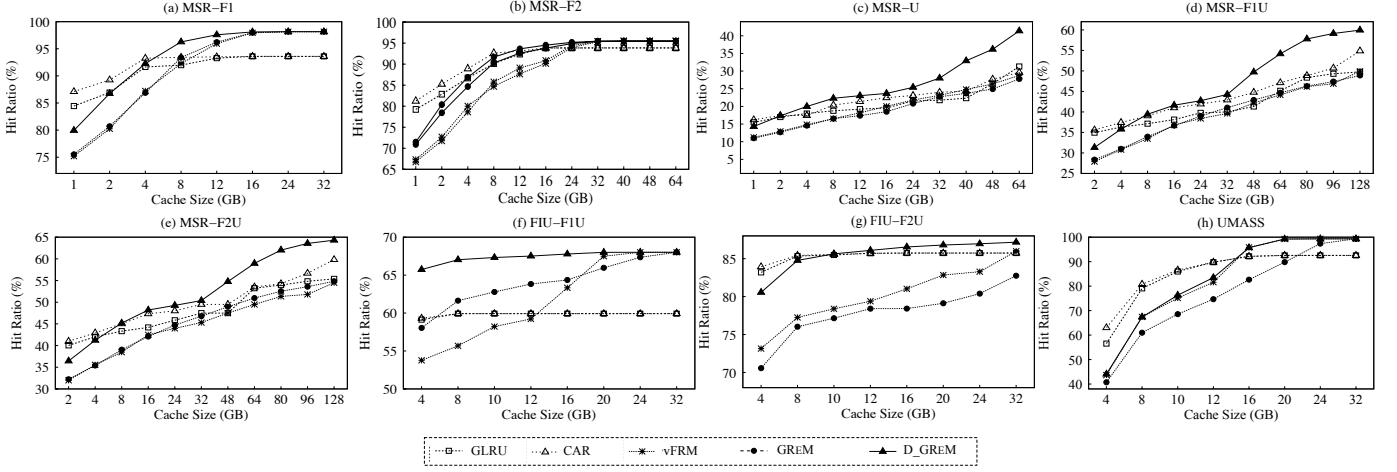 (a) MSR–F1
(b) MSR–F2
(c) MSR–U
(d) MSR–F1U
Hit Ratio (%)
100
95
90
85
80
75
1 2 4 8 12 16 24 32
Cache Size (GB)
Hit Ratio (%)
100
95
90
85
80
75
70
65
1 2 4 8 12 16 24 32 40 48 64
Cache Size (GB)
Hit Ratio (%)
50
45
40
35
30
25
20
15
10
5
1 2 4 8 12 16 24 32 40 48 64
Cache Size (GB)
Hit Ratio (%)
60
55
50
45
40
35
30
25
2 4 8 16 24 32 48 64 80 96 128
Cache Size (GB)
(e) MSR–F2U
(f) FIU–F1U
(g) FIU–F2U
(h) UMASS
Hit Ratio (%)
65
60
55
50
45
40
35
30
2 4 8 16 24 32 48 64 80 96 128
Cache Size (GB)
Hit Ratio (%)
70
65
60
55
50
4 8 10 12 16 20 24 32
Cache Size (GB)
Hit Ratio (%)
85
80
75
70
4 8 10 12 16 20 24 32
Cache Size (GB)
Hit Ratio (%)
100
90
80
70
60
50
40
4 8 10 12 16 20 24 32
Cache Size (GB)
GLRU CAR vFRM GREM D_GREM